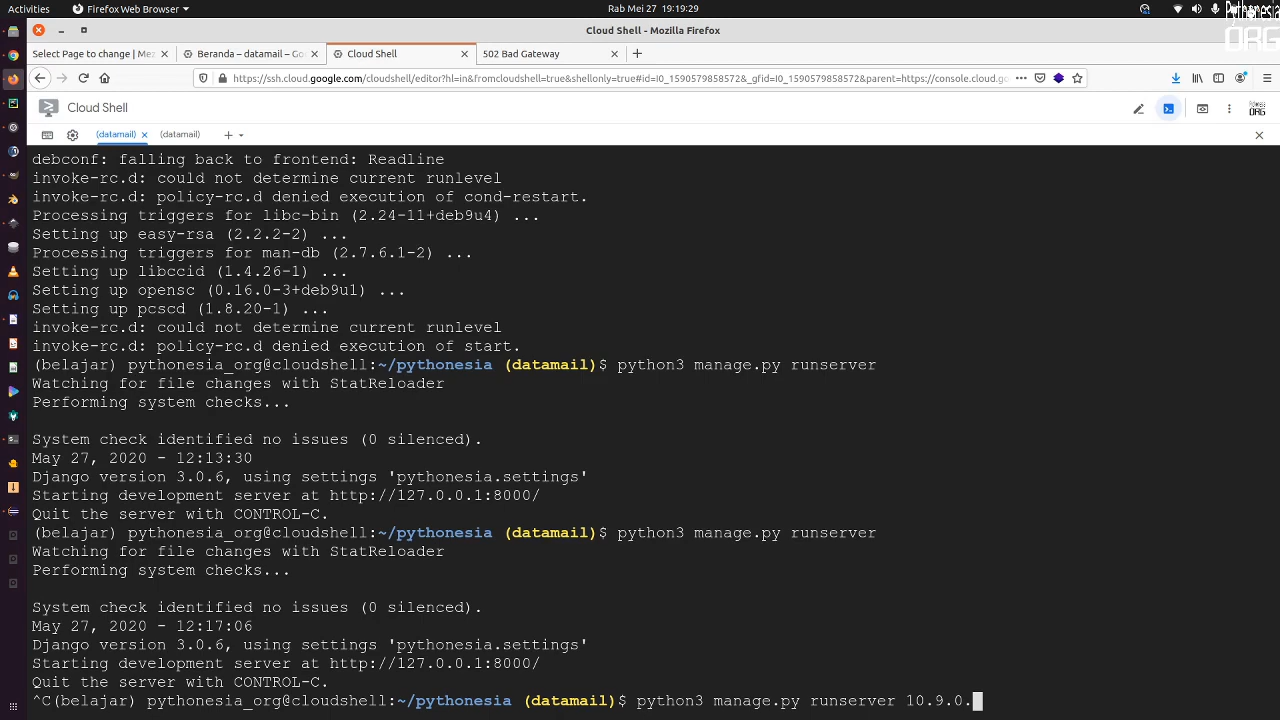 Activities Firefox Web Browser Rab Mei 27 19:19:29
Cloud Shell - Mozilla Firefox
Select Page to change | Mez Beranda – datamail – Go Cloud Shell 502 Bad Gateway
https://ssh.cloud.google.com/cloudshell/editor?hl=in&fromcloudshell=true&shellonly=true#id=I0_1590579858572&_gfid=I0_1590579858572&parent=https://console.cloud.g
Cloud Shell
(datamail) (datamail)
debconf: falling back to frontend: Readline
invoke-rc.d: could not determine current runlevel
invoke-rc.d: policy-rc.d denied execution of cond-restart.
Processing triggers for libc-bin (2.24-11+deb9u4) ...
Setting up easy-rsa (2.2.2-2) ...
Processing triggers for man-db (2.7.6.1-2) ...
Setting up libccid (1.4.26-1) ...
Setting up opensc (0.16.0-3+deb9u1) ...
Setting up pcscd (1.8.20-1) ...
invoke-rc.d: could not determine current runlevel
invoke-rc.d: policy-rc.d denied execution of start.
(belajar) pythonesia_org@cloudshell:~/pythonesia (datamail)$ python3 manage.py runserver
Watching for file changes with StatReloader
Performing system checks...
System check identified no issues (0 silenced).
May 27, 2020 - 12:13:30
Django version 3.0.6, using settings 'pythonesia.settings'
Starting development server at http://127.0.0.1:8000/
Quit the server with CONTROL-C.
(belajar) pythonesia_org@cloudshell:~/pythonesia (datamail)$ python3 manage.py runserver
Watching for file changes with StatReloader
Performing system checks...
System check identified no issues (0 silenced).
May 27, 2020 - 12:17:06
Django version 3.0.6, using settings 'pythonesia.settings'
Starting development server at http://127.0.0.1:8000/
Quit the server with CONTROL-C.
^C(belajar) pythonesia_org@cloudshell:~/pythonesia (datamail)$ python3 manage.py runserver 10.9.0.